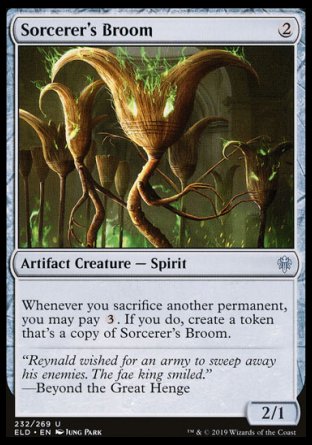 Sorcerer's Broom 2
Artifact Creature — Spirit
Whenever you sacrifice another permanent,
you may pay 3. If you do, create a token
that's a copy of Sorcerer's Broom.
"Reynald wished for an army to sweep away
his enemies. The fae king smiled."
—Beyond the Great Henge
2/1
232/269 U
ELD • EN Jung Park
™ & © 2019 Wizards of the Coast